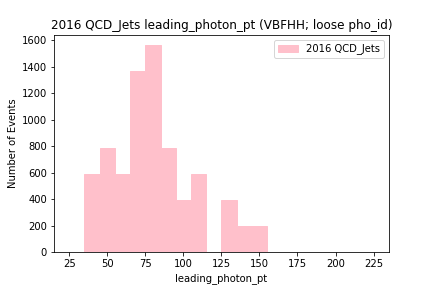 2016 QCD_Jets leading_photon_pt (VBFHH; loose pho_id)
2016 QCD_Jets
1600
1400
1200
1000
800
600
400
200
0
Number of Events
25 50 75 100 125 150 175 200 225
leading_photon_pt